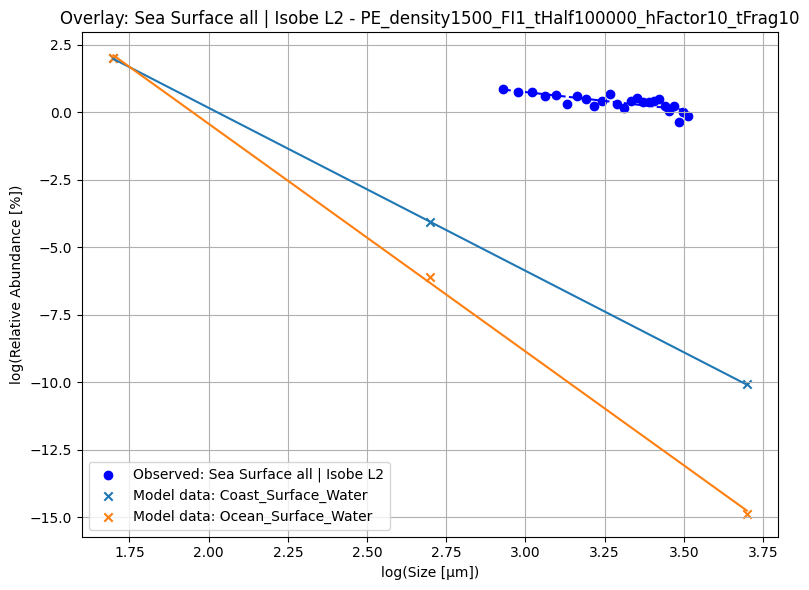 Overlay: Sea Surface all | Isobe L2 - PE_density1500_FI1_tHalf100000_hFactor10_tFrag10
log(Relative Abundance [%])
2.5
0.0
−2.5
−5.0
−7.5
−10.0
−12.5
−15.0
Observed: Sea Surface all | Isobe L2
Model data: Coast_Surface_Water
Model data: Ocean_Surface_Water
1.75 2.00 2.25 2.50 2.75 3.00 3.25 3.50 3.75
log(Size [μm])